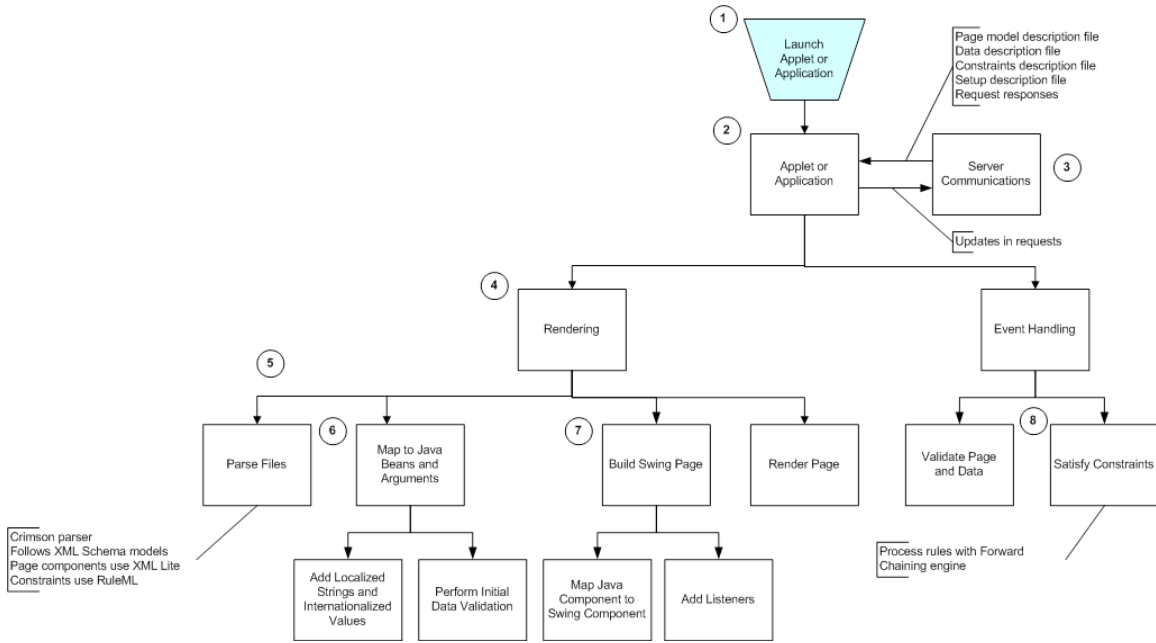 1
Launch
Applet or
Application
Page model description file
Data description file
Constraints description file
Setup description file
Request responses
2
Applet or
Application
Server
Communications
3
Updates in requests
4
Rendering
Event Handling
5
6
7
8
Parse Files
Map to Java
Beans and
Arguments
Build Swing Page
Render Page
Validate Page
and Data
Satisfy Constraints
Crimson parser
Follows XML Schema models
Page components use XML Lite
Constraints use RuleML
Add Localized
Strings and
Internationalized
Values
Perform Initial
Data Validation
Map Java
Component to
Swing Component
Add Listeners
Process rules with Forward
Chaining engine